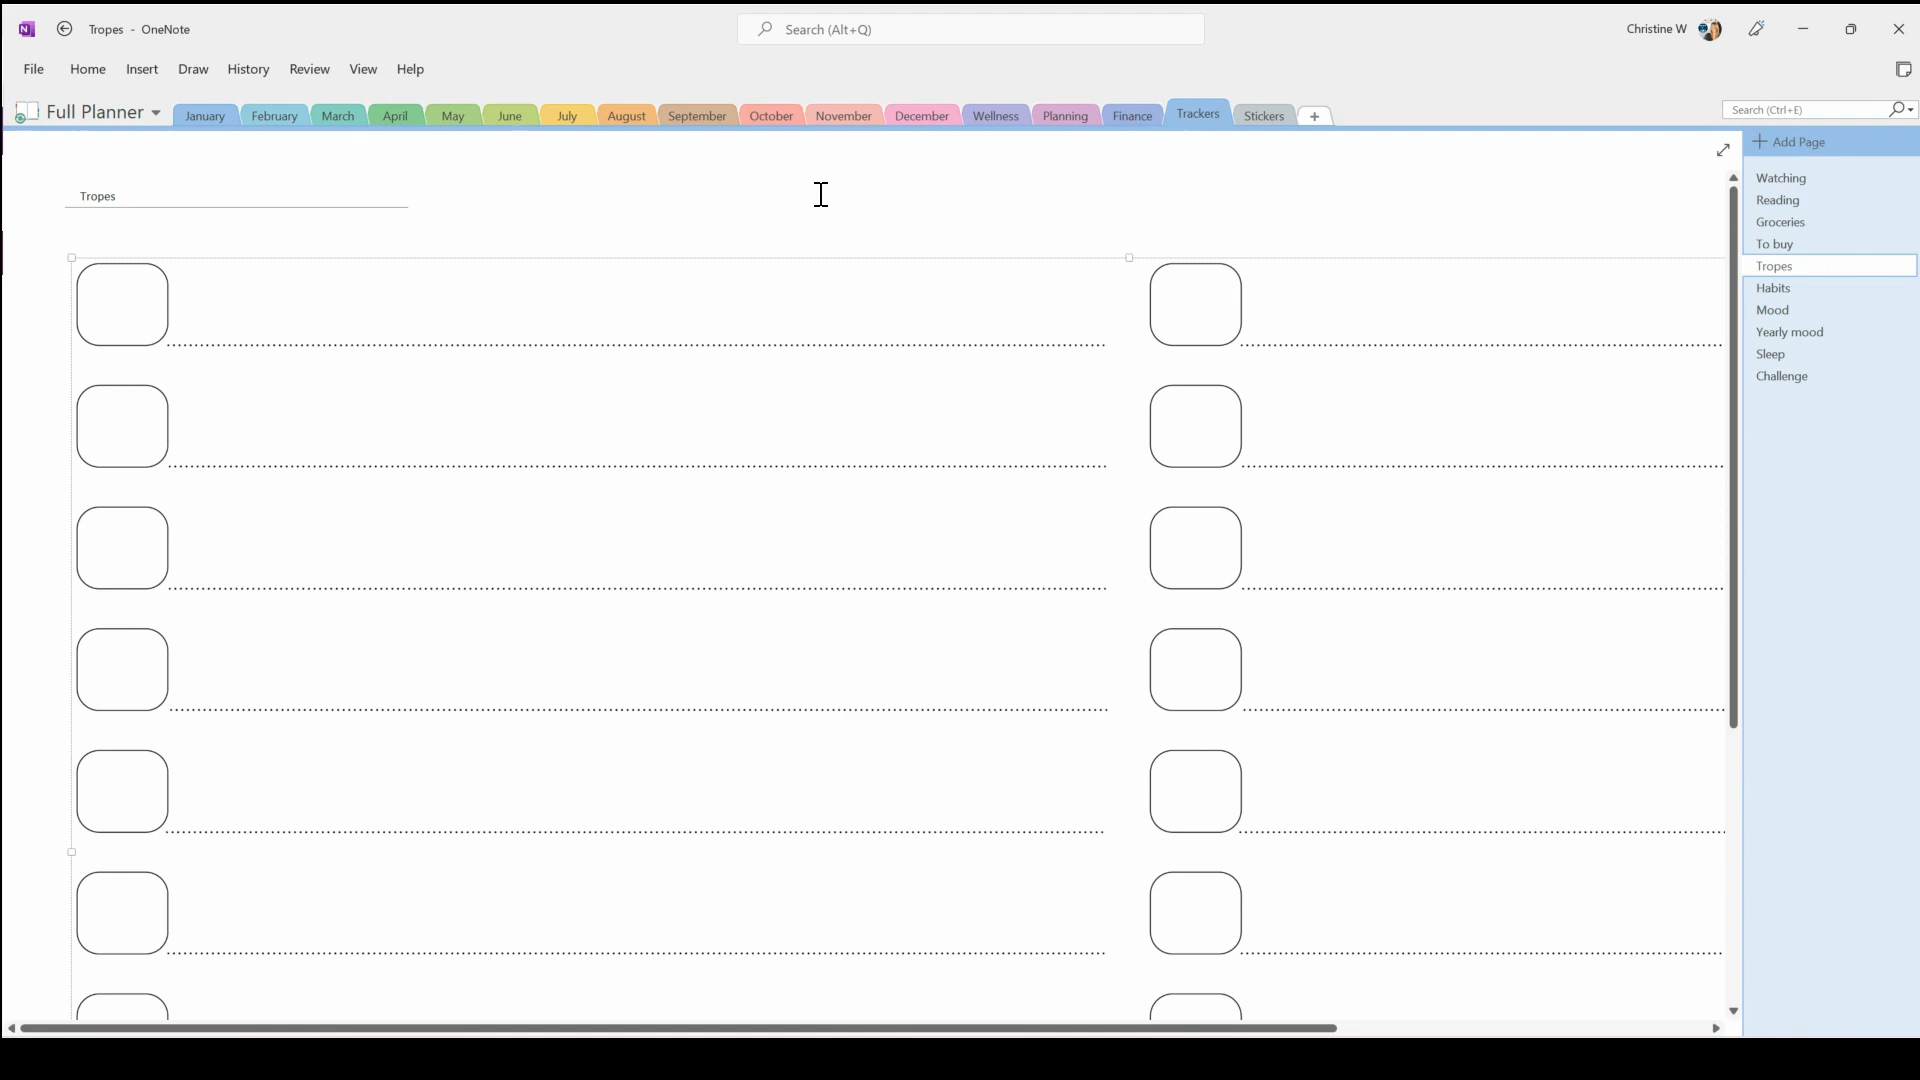 Tropes - OneNote
Search (Alt+Q)
Christine W
File Home Insert Draw History Review View Help
Full Planner
January February March April May June July August September October November December Wellness Planning Finance Trackers Stickers +
Search (Ctrl+E)
Add Page
Tropes
Watching
Reading
Groceries
To buy
Tropes
Habits
Mood
Yearly mood
Sleep
Challenge